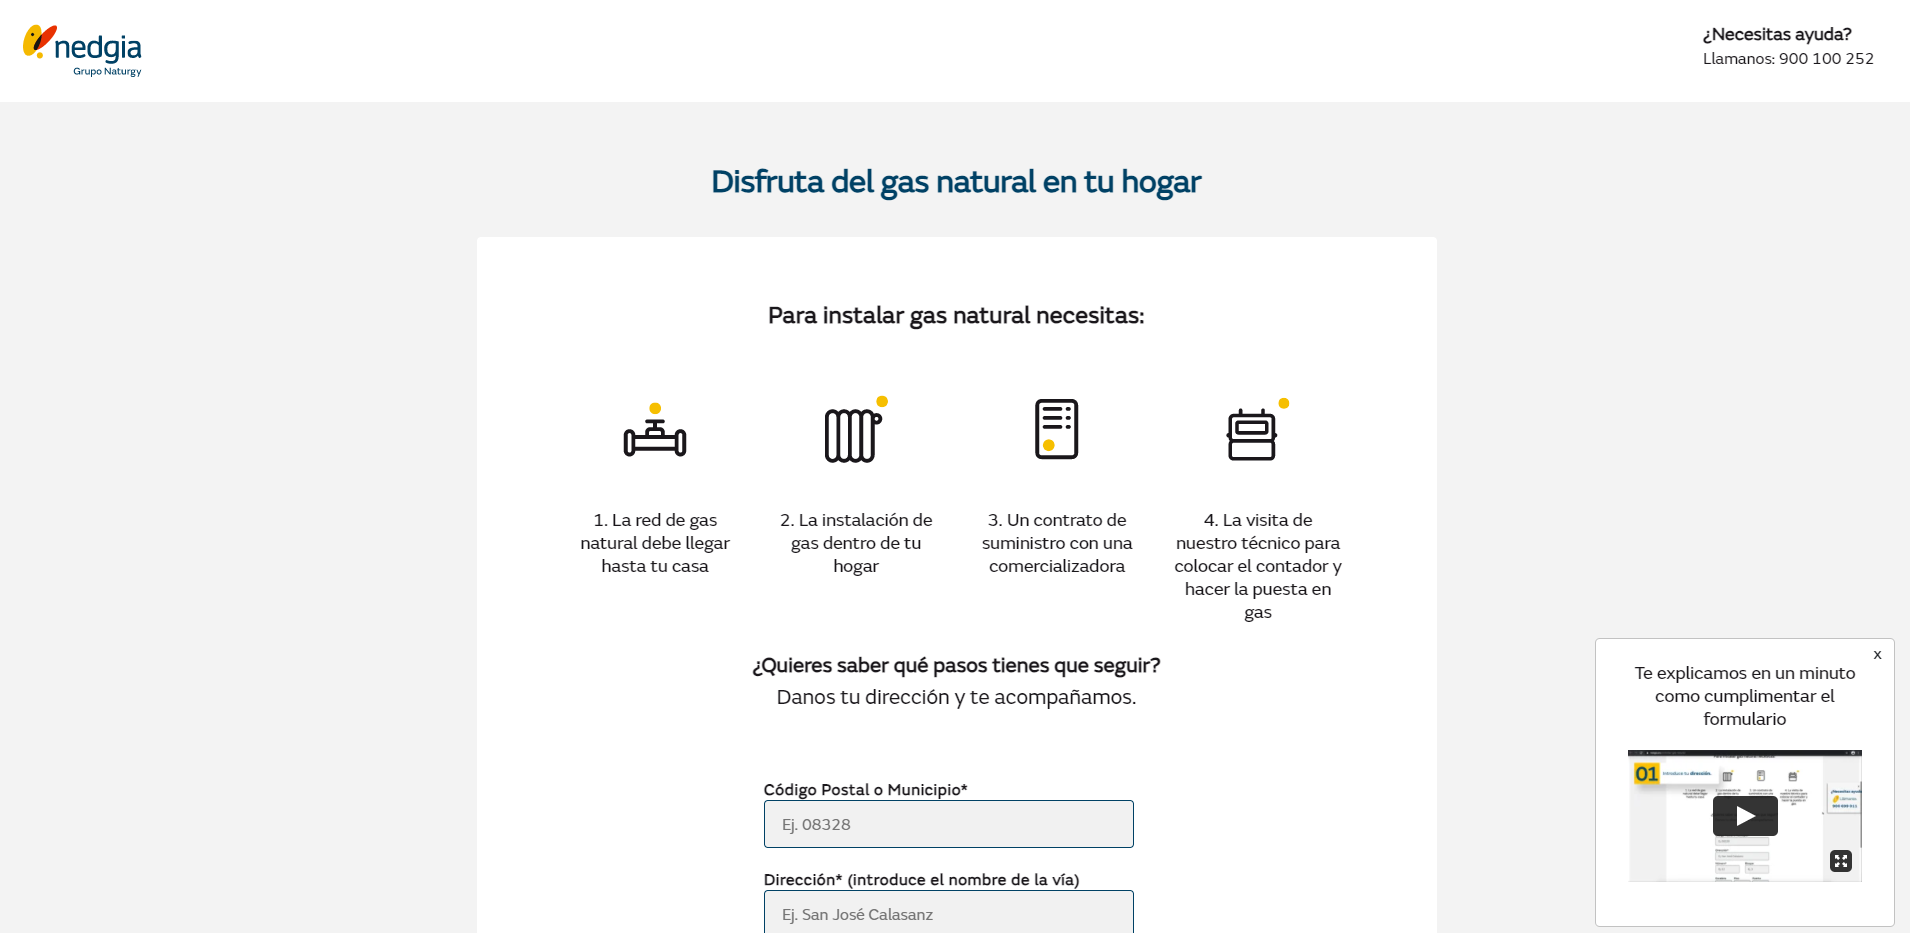 nedgia
Grupo Naturgy
¿Necesitas ayuda?
Llamanos: 900 100 252
Disfruta del gas natural en tu hogar
Para instalar gas natural necesitas:
1. La red de gas
natural debe llegar
hasta tu casa
2. La instalación de
gas dentro de tu
hogar
3. Un contrato de
suministro con una
comercializadora
4. La visita de
nuestro técnico para
colocar el contador y
hacer la puesta en
gas
¿Quieres saber qué pasos tienes que seguir?
Danos tu dirección y te acompañamos.
Código Postal o Municipio*
Ej. 08328
Dirección* (introduce el nombre de la vía)
Ej. San José Calasanz
x
Te explicamos en un minuto
como cumplimentar el
formulario
01 Introduce tu dirección.